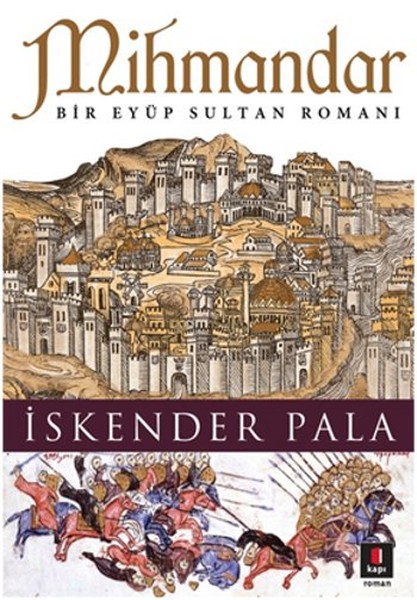 Mihmandar
BİR EYÜP SULTAN ROMANI
İSKENDER PALA
kapı
roman